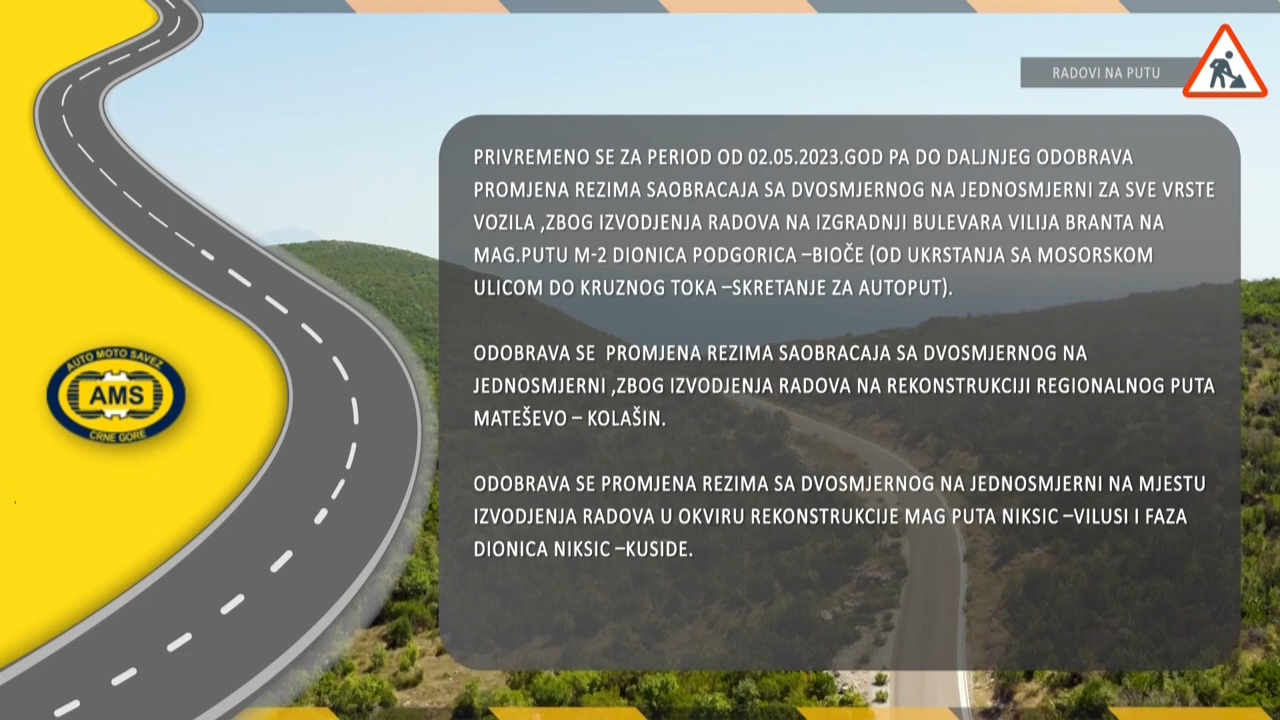 RADOVI NA PUTU
PRIVREMENO SE ZA PERIOD OD 02.05.2023.GOD PA DO DALJNJEG ODOBRAVA
PROMJENA REZIMA SAOBRACAJA SA DVOSMJERNOG NA JEDNOSMJERNI ZA SVE VRSTE
VOZILA ,ZBOG IZVODJENJA RADOVA NA IZGRADNJI BULEVARA VILIJA BRANTA NA
MAG.PUTU M-2 DIONICA PODGORICA –BIOČE (OD UKRSTANJA SA MOSORSKOM
ULICOM DO KRUZNOG TOKA –SKRETANJE ZA AUTOPUT).
ODOBRAVA SE  PROMJENA REZIMA SAOBRACAJA SA DVOSMJERNOG NA
JEDNOSMJERNI ,ZBOG IZVODJENJA RADOVA NA REKONSTRUKCIJI REGIONALNOG PUTA
MATEŠEVO – KOLAŠIN.
ODOBRAVA SE PROMJENA REZIMA SA DVOSMJERNOG NA JEDNOSMJERNI NA MJESTU
IZVODJENJA RADOVA U OKVIRU REKONSTRUKCIJE MAG PUTA NIKSIC –VILUSI I FAZA
DIONICA NIKSIC –KUSIDE.
AUTO MOTO SAVEZ
AMS
CRNE GORE